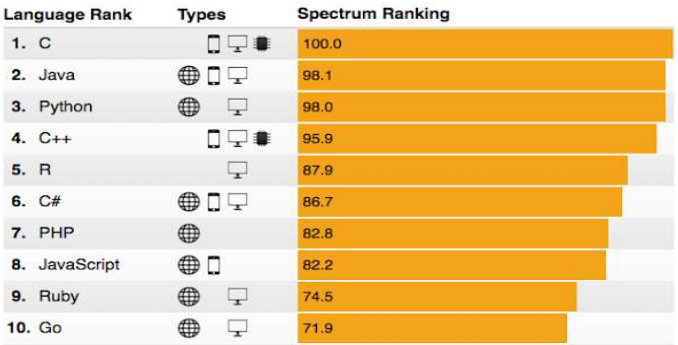 Language Rank Types Spectrum Ranking
1. C 100.0
2. Java 98.1
3. Python 98.0
4. C++ 95.9
5. R 87.9
6. C# 86.7
7. PHP 82.8
8. JavaScript 82.2
9. Ruby 74.5
10. Go 71.9